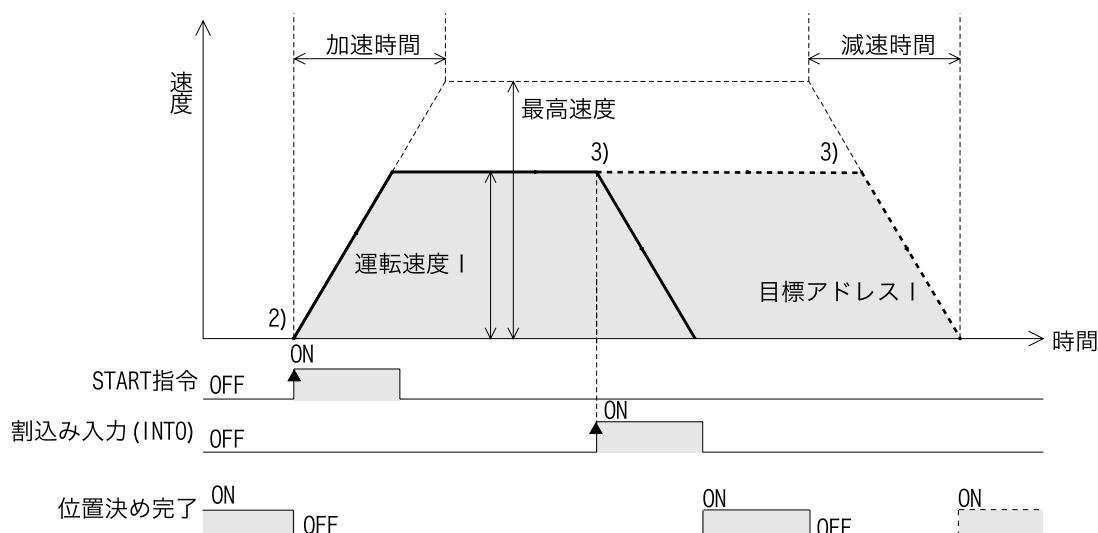 加速時間
減速時間
速度
最高速度
3)
3)
運転速度 I
目標アドレス I
2)
時間
ON
START指令
OFF
ON
割込み入力(INT0)
OFF
位置決め完了
ON
OFF
ON
OFF
ON